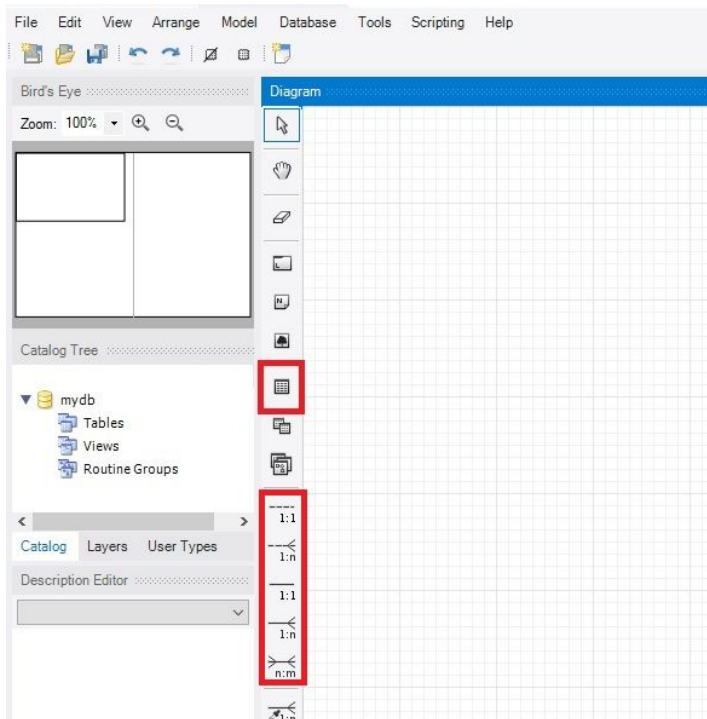 File Edit View Arrange Model Database Tools Scripting Help
Bird's Eye
Diagram
Zoom: 100%
L
N
Catalog Tree
mydb
Tables
Views
Routine Groups
1:1
1:n
1:1
1:n
n:m
Catalog Layers User Types
Description Editor
1:n